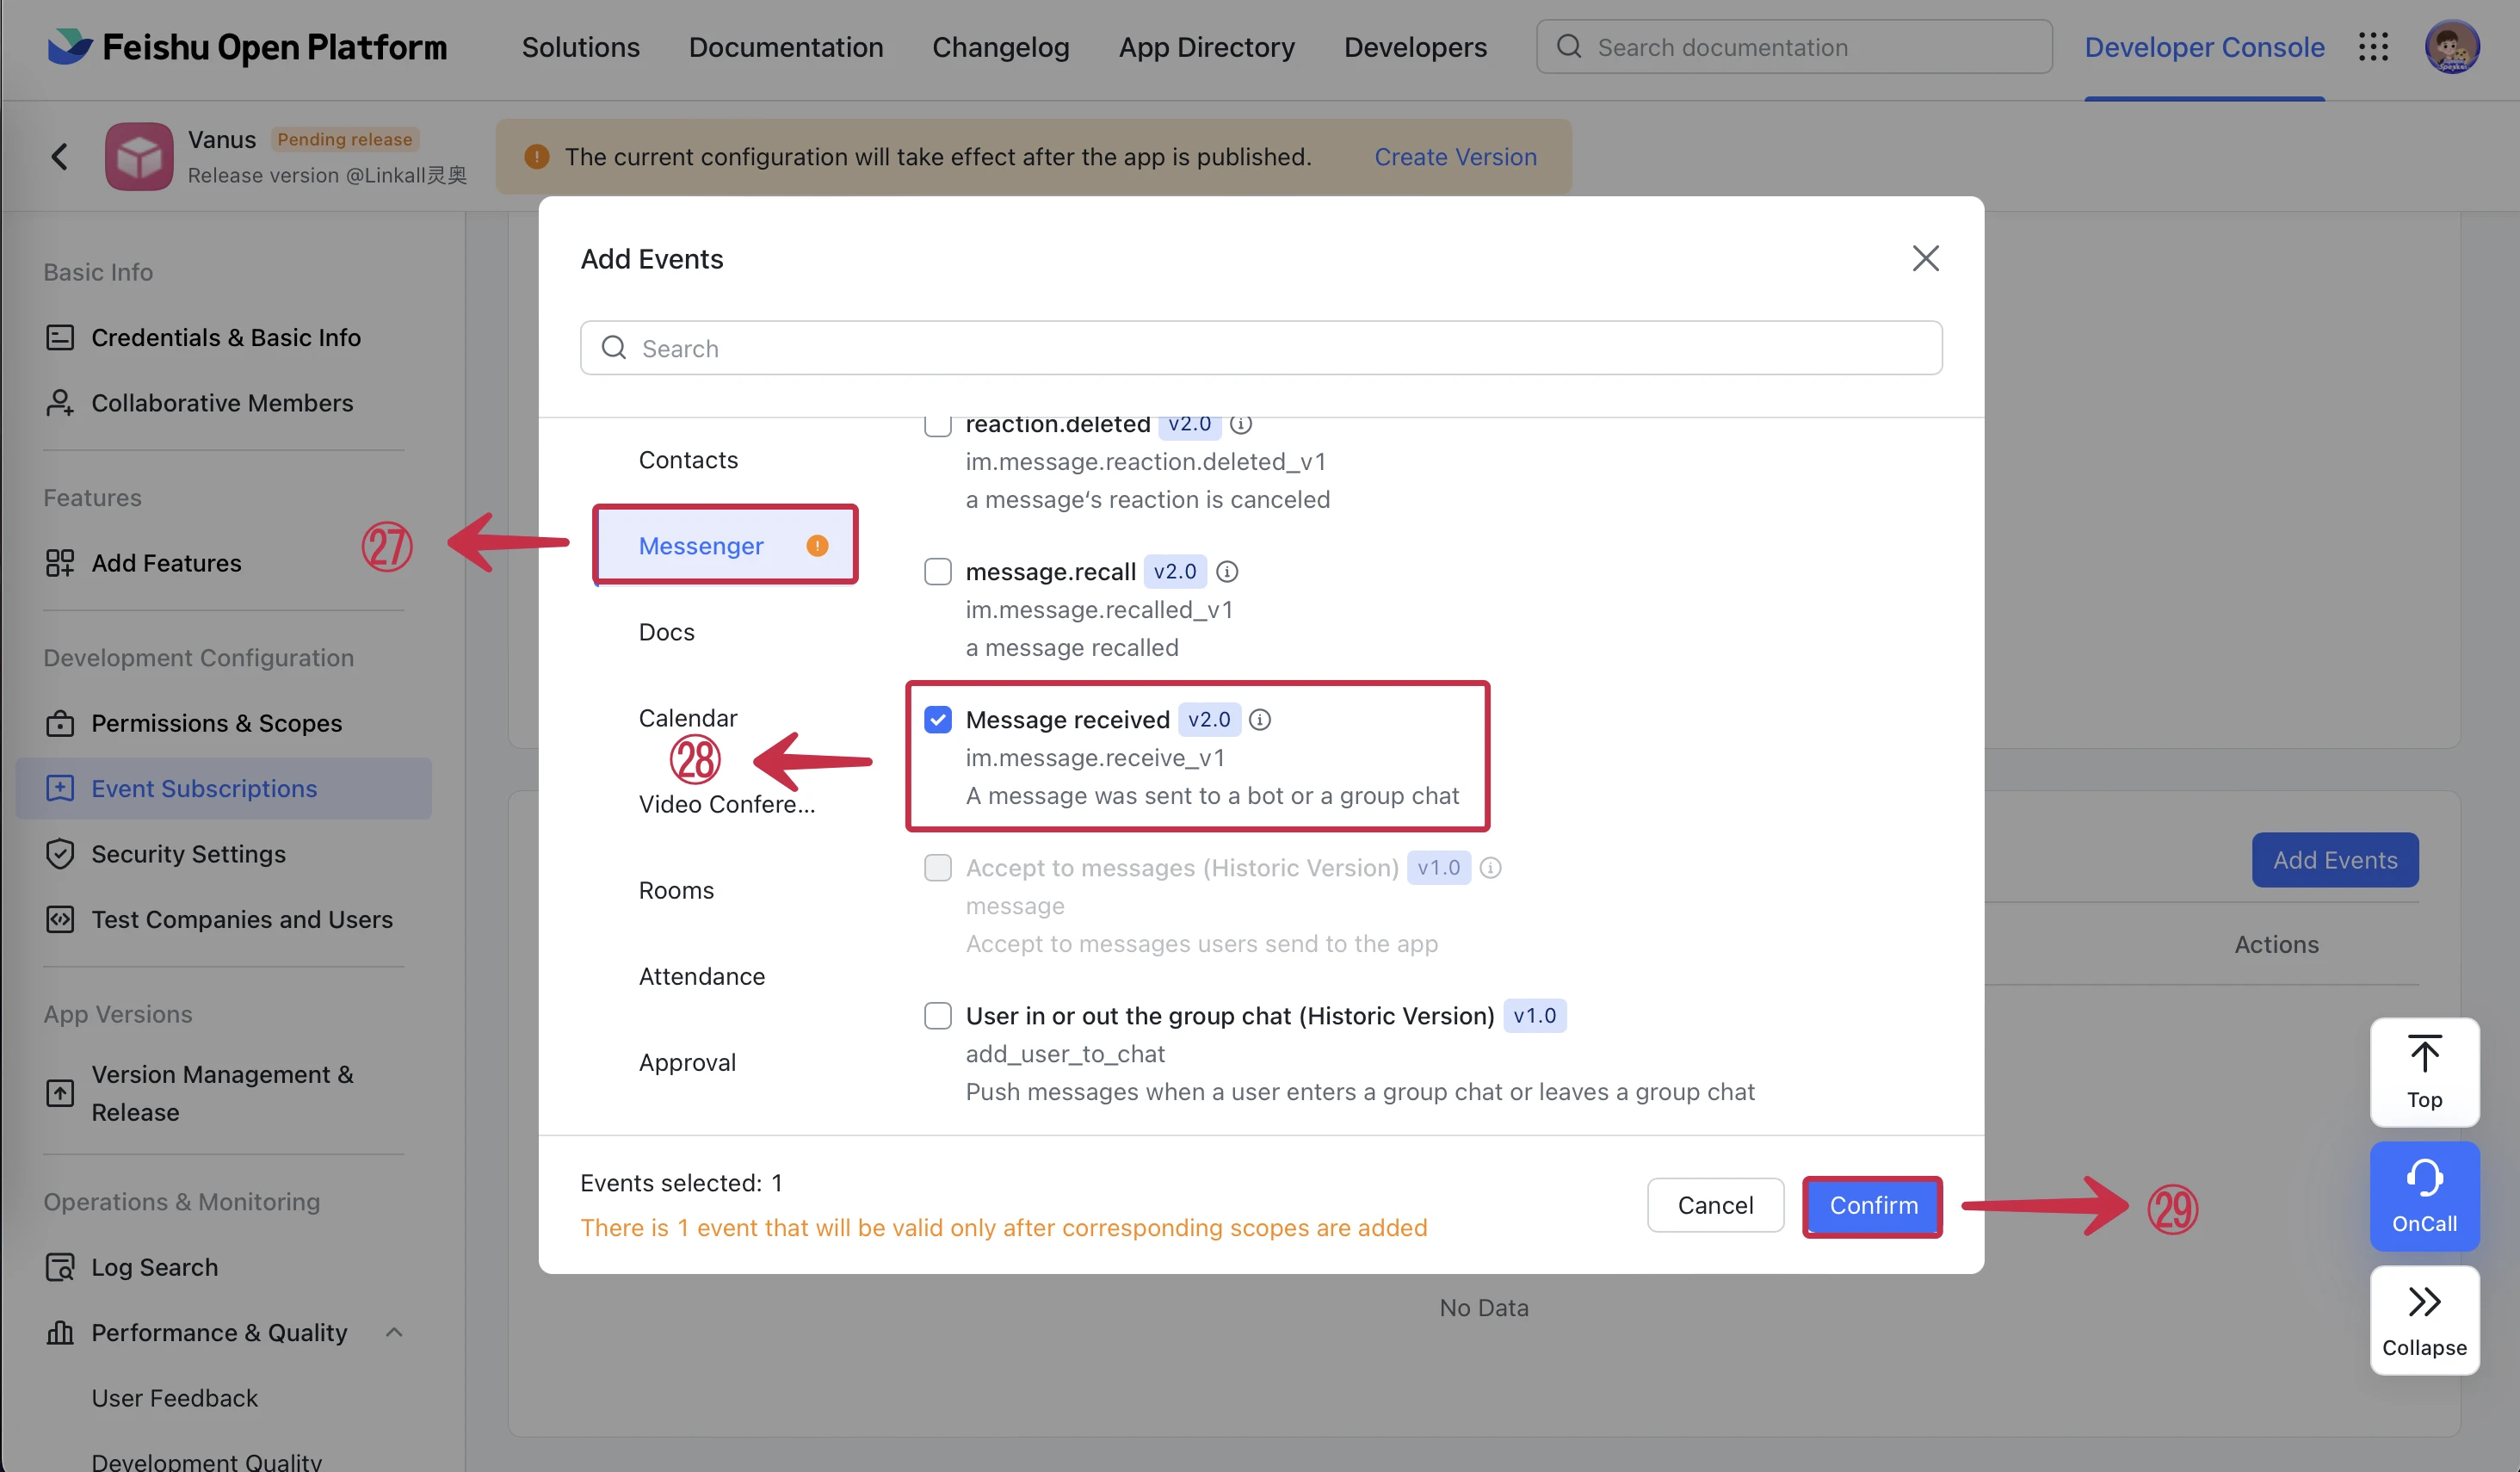 Feishu Open Platform
Solutions
Documentation
Changelog
App Directory
Developers
Search documentation
Developer Console
Vanus
Pending release
Release version @Linkall灵奥
The current configuration will take effect after the app is published.
Create Version
Basic Info
Credentials & Basic Info
Collaborative Members
Features
Add Features
Development Configuration
Permissions & Scopes
Event Subscriptions
Security Settings
Test Companies and Users
App Versions
Version Management &
Release
Operations & Monitoring
Log Search
Performance & Quality
User Feedback
Development Quality
Add Events
Search
Contacts
Messenger
Docs
Calendar
Video Confere...
Rooms
Attendance
Approval
㉗
㉘
reaction.deleted v2.0
im.message.reaction.deleted_v1
a message‘s reaction is canceled
message.recall v2.0
im.message.recalled_v1
a message recalled
Message received v2.0
im.message.receive_v1
A message was sent to a bot or a group chat
Accept to messages (Historic Version) v1.0
message
Accept to messages users send to the app
User in or out the group chat (Historic Version) v1.0
add_user_to_chat
Push messages when a user enters a group chat or leaves a group chat
Events selected: 1
There is 1 event that will be valid only after corresponding scopes are added
Cancel
Confirm
㉙
Add Events
Actions
No Data
Top
OnCall
Collapse